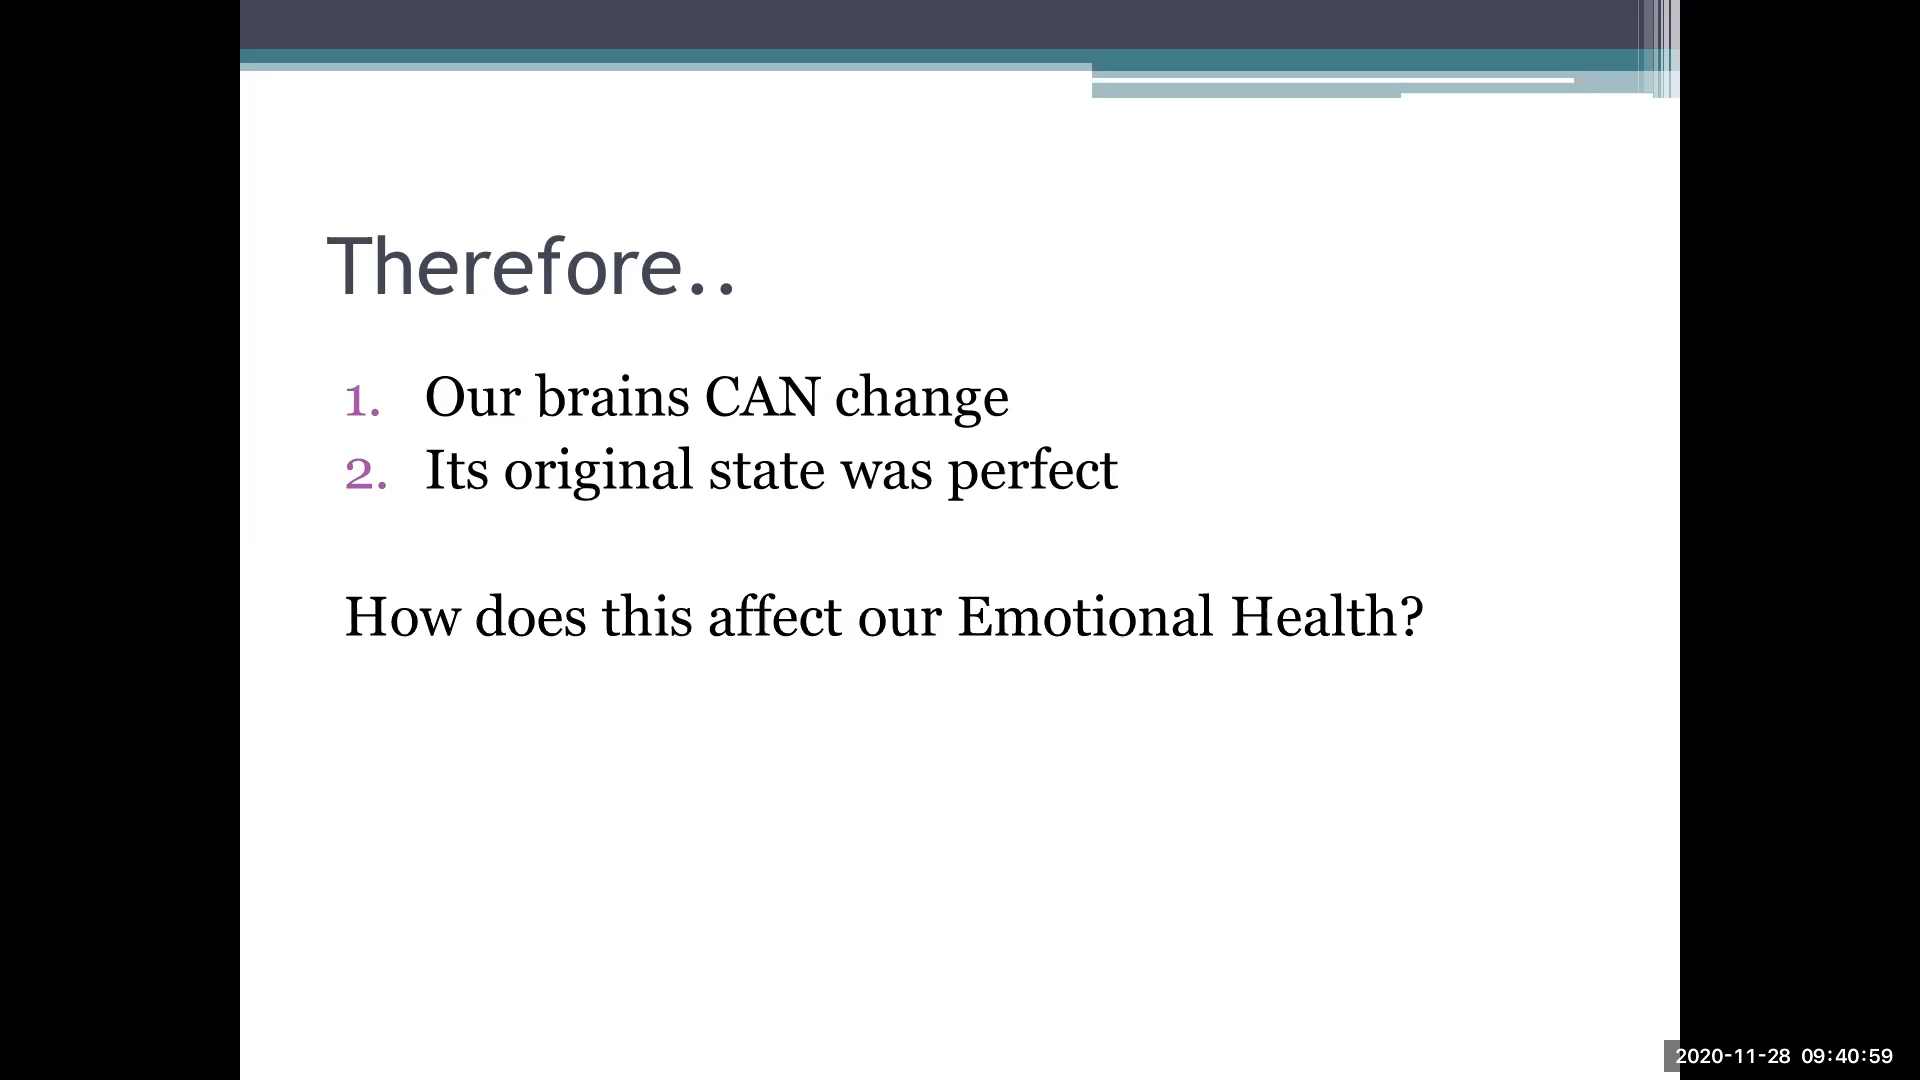 Therefore..
1. Our brains CAN change
2. Its original state was perfect
How does this affect our Emotional Health?
2020-11-28 09:40:59